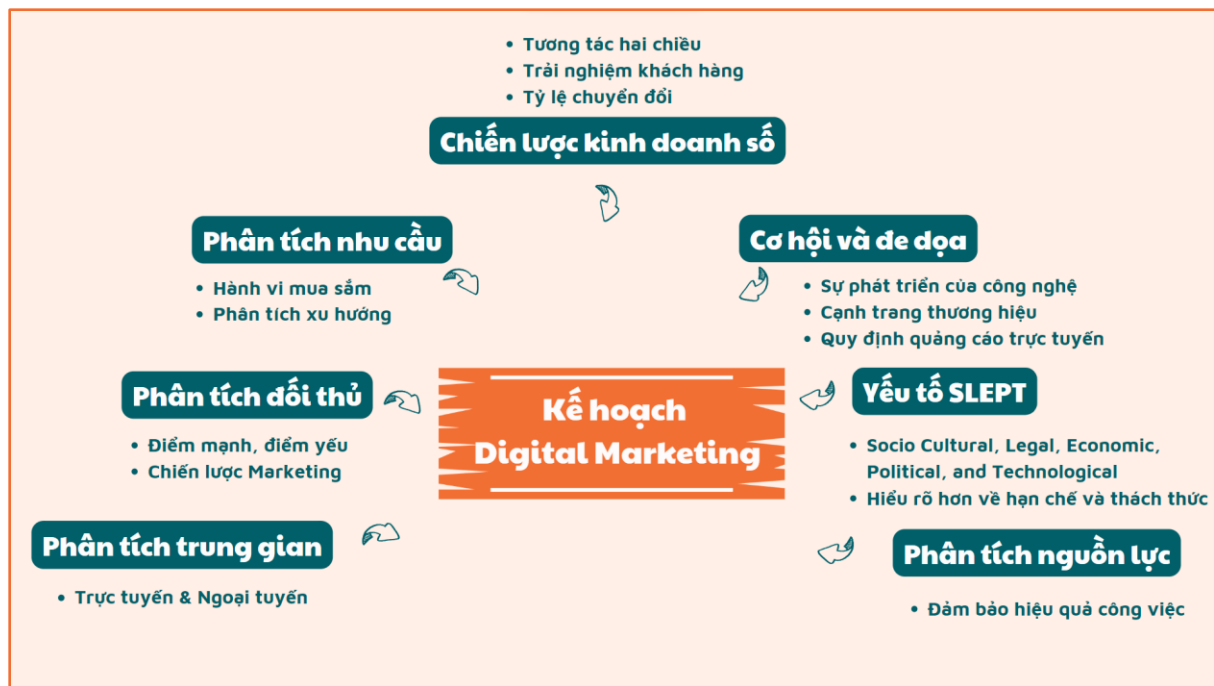 • Tương tác hai chiều
• Trải nghiệm khách hàng
• Tỷ lệ chuyển đổi
Chiến lược kinh doanh số
Phân tích nhu cầu
• Hành vi mua sắm
• Phân tích xu hướng
Cơ hội và đe dọa
• Sự phát triển của công nghệ
• Cạnh trang thương hiệu
• Quy định quảng cáo trực tuyến
Phân tích đối thủ
• Điểm mạnh, điểm yếu
• Chiến lược Marketing
Kế hoạch
Digital Marketing
Yếu tố SLEPT
• Socio Cultural, Legal, Economic,
Political, and Technological
• Hiểu rõ hơn về hạn chế và thách thức
Phân tích trung gian
• Trực tuyến & Ngoại tuyến
Phân tích nguồn lực
• Đảm bảo hiệu quả công việc